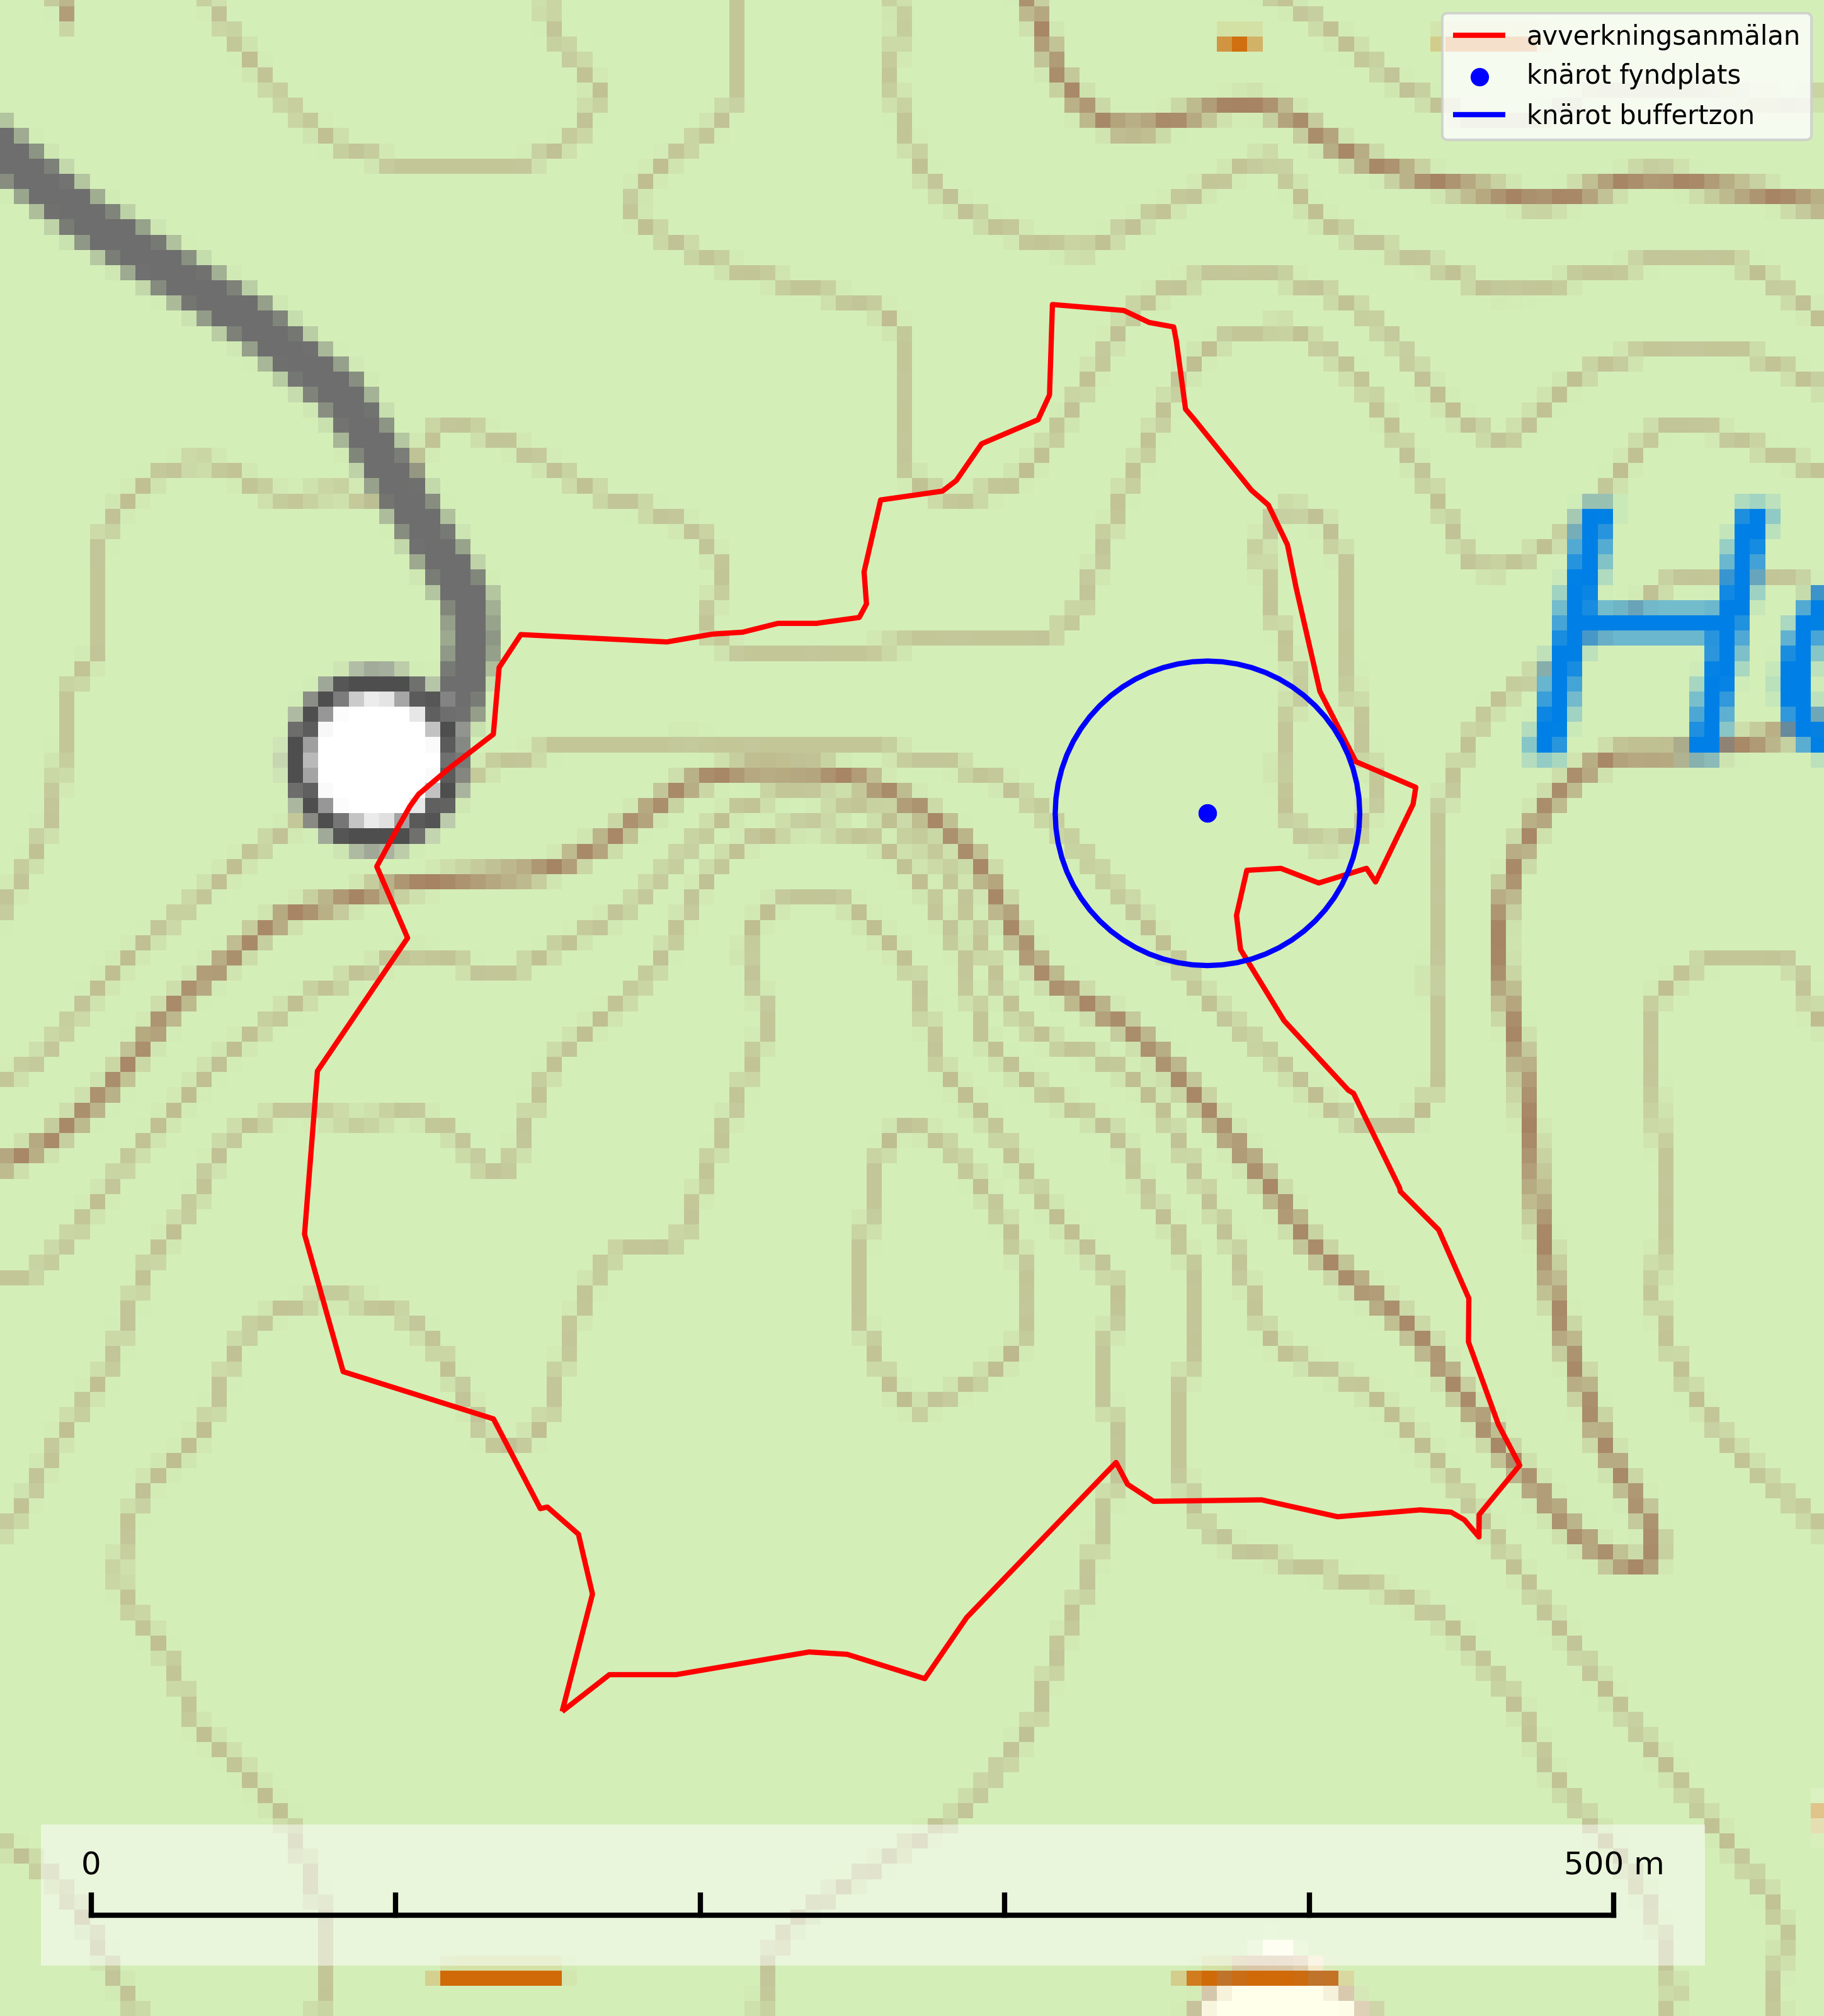 avverkningsanmälan
knärot fyndplats
knärot buffertzon
0 500 m